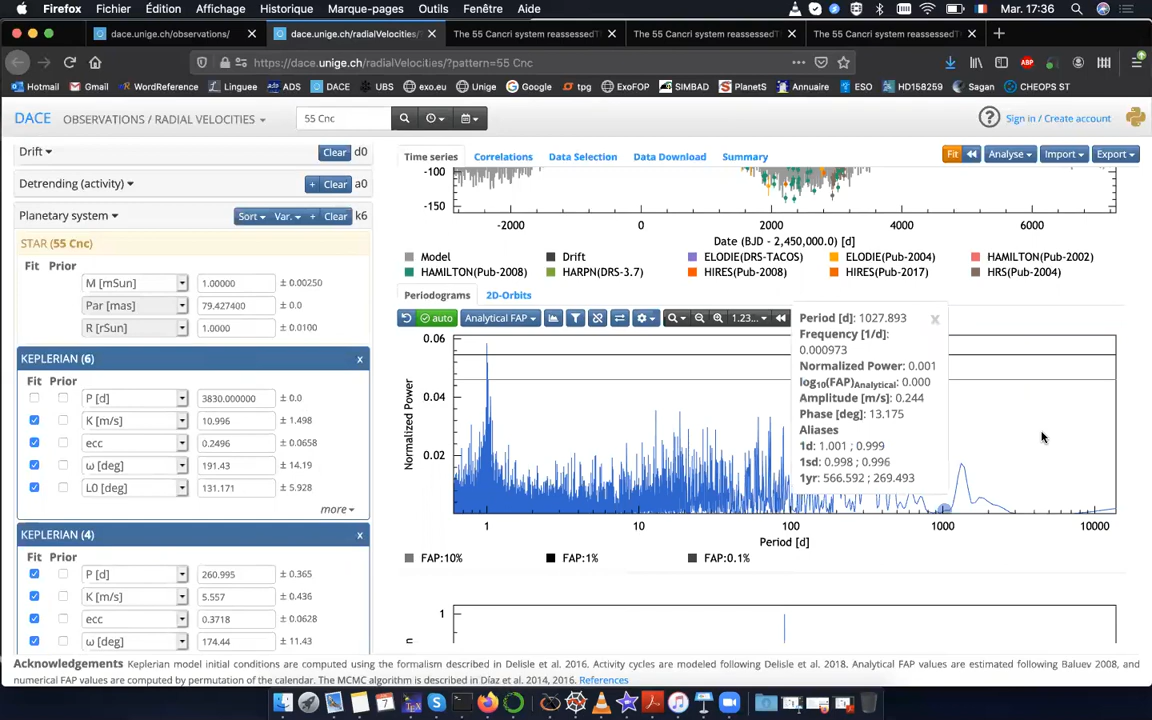 Firefox Fichier Édition Affichage Historique Marque-pages Outils Fenêtre Aide Mar. 17:36
dace.unige.ch/observations/ × dace.unige.ch/radialVelocities/? × The 55 Cancri system reassessedT × The 55 Cancri system reassessedT × The 55 Cancri system reassessedT × +
https://dace.unige.ch/radialVelocities/?pattern=55 Cnc
Hotmail Gmail WordReference Linguee ADS DACE UBS exo.eu Unige Google tpg ExoFOP SIMBAD PlanetS Annuaire ESO HD158259 Sagan CHEOPS ST
DACE OBSERVATIONS / RADIAL VELOCITIES 55 Cnc Sign in / Create account
Drift Clear d0
Time series Correlations Data Selection Data Download Summary Fit Analyse Import Export
Detrending (activity) + Clear a0
Planetary system Sort Var. + Clear k6
STAR (55 Cnc)
Fit Prior
M [mSun] 1.00000 ± 0.00250
Par [mas] 79.427400 ± 0.0
R [rSun] 1.0000 ± 0.0100
KEPLERIAN (6) x
P [d] 3830.000000 ± 0.0
K [m/s] 10.996 ± 1.498
ecc 0.2496 ± 0.0658
ω [deg] 191.43 ± 14.19
L0 [deg] 131.171 ± 5.928
more
KEPLERIAN (4) x
Fit Prior
P [d] 260.995 ± 0.365
K [m/s] 5.557 ± 0.436
ecc 0.3718 ± 0.0628
ω [deg] 174.44 ± 11.43
-100
-150
-2000 0 2000 4000 6000
Date (BJD - 2,450,000.0) [d]
Model Drift ELODIE(DRS-TACOS) ELODIE(Pub-2004) HAMILTON(Pub-2002)
HAMILTON(Pub-2008) HARPN(DRS-3.7) HIRES(Pub-2008) HIRES(Pub-2017) HRS(Pub-2004)
Periodograms 2D-Orbits
auto Analytical FAP 1.23...
Period [d]: 1027.893
Frequency [1/d]:
0.000973
Normalized Power: 0.001
log10(FAP)Analytical: 0.000
Amplitude [m/s]: 0.244
Phase [deg]: 13.175
Aliases
1d: 1.001 ; 0.999
1sd: 0.998 ; 0.996
1yr: 566.592 ; 269.493
Normalized Power
0.06
0.04
0.02
1 10 100 1000 10000
Period [d]
FAP:10% FAP:1% FAP:0.1%
1
n
Acknowledgements Keplerian model initial conditions are computed using the formalism described in Delisle et al. 2016. Activity cycles are modeled following Delisle et al. 2018. Analytical FAP values are estimated following Baluev 2008, and
numerical FAP values are computed by permutation of the calendar. The MCMC algorithm is described in Díaz et al. 2014, 2016. References